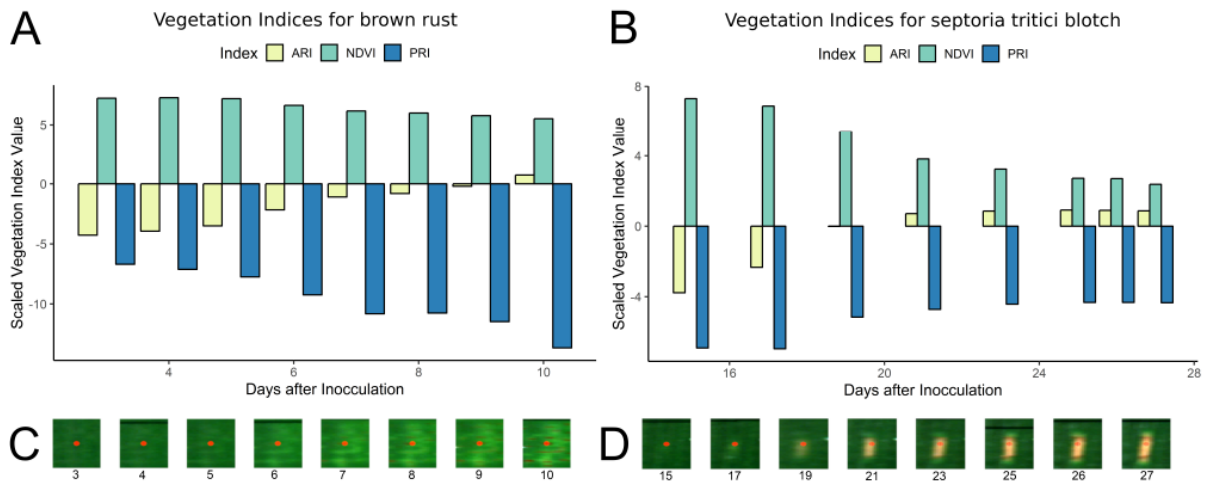 A
Vegetation Indices for brown rust
Index ARI NDVI PRI
Scaled Vegetation Index Value
5
0
-5
-10
4 6 8 10
Days after Inocculation
B
Vegetation Indices for septoria tritici blotch
Index ARI NDVI PRI
Scaled Vegetation Index Value
8
4
0
-4
16 20 24 28
Days after Inocculation
C
3 4 5 6 7 8 9 10
D
15 17 19 21 23 25 26 27